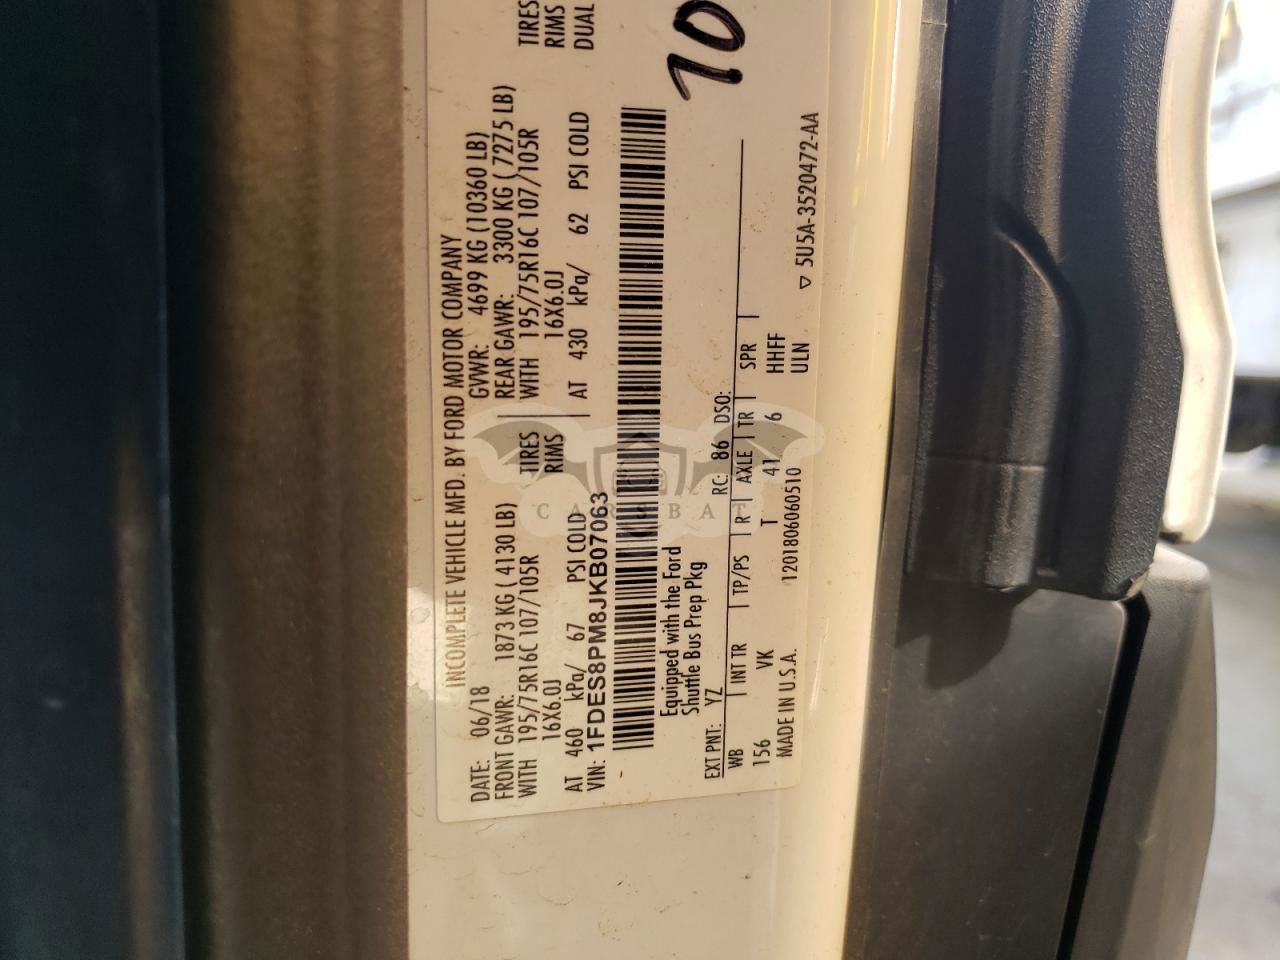 INCOMPLETE VEHICLE MFD. BY FORD MOTOR COMPANY
DATE: 06/18 GVWR: 4699 KG (10360 LB)
FRONT GAWR: 1873 KG (4130 LB) REAR GAWR: 3300 KG (7275 LB)
WITH 195/75R16C 107/105R TIRES WITH 195/75R16C 107/105R TIRES
16X6.0J RIMS 16X6.0J RIMS
AT 460 kPa/ 67 PSI COLD AT 430 kPa/ 62 PSI COLD DUAL
VIN: 1FDES8PM8JKB07063
Equipped with the Ford
Shuttle Bus Prep Pkg
EXT PNT: YZ RC: 86 DSO:
WB INT TR TP/PS R AXLE TR SPR
156 VK T 41 6 HHFF
MADE IN U.S.A. 1201806060510 ULN
▽ 5U5A-3520472-AA
70
CARSBAT